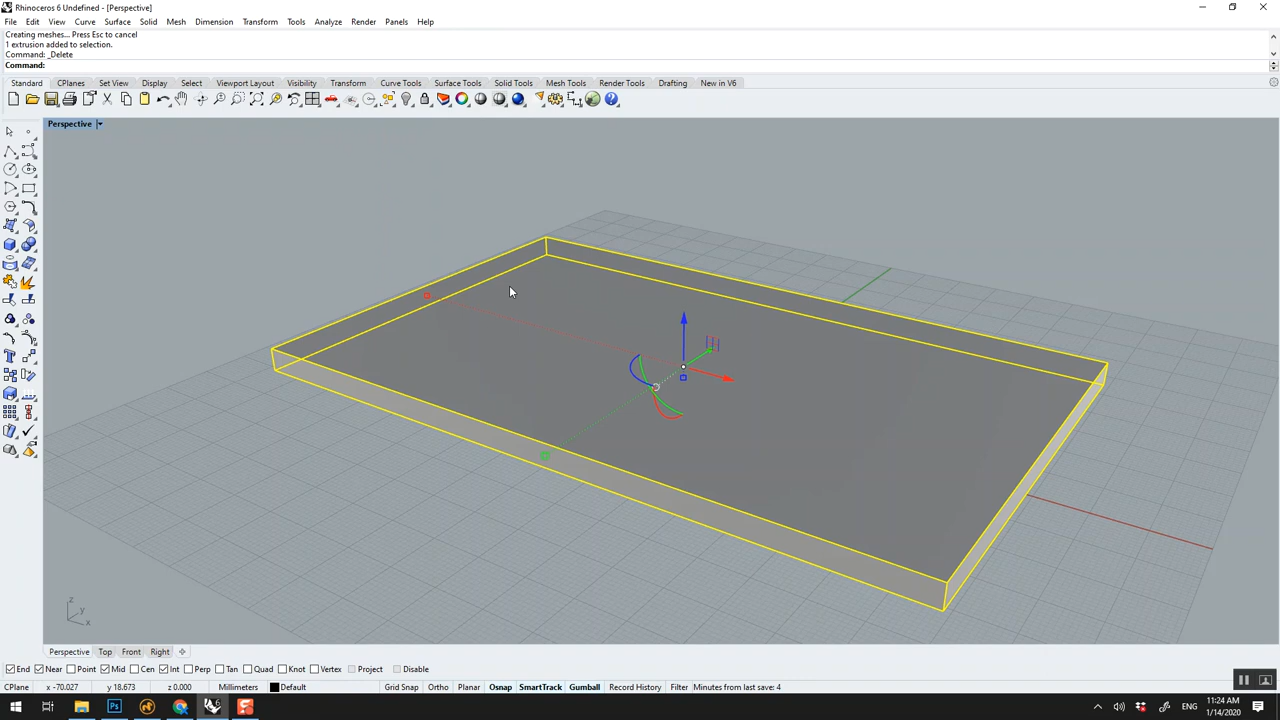 Rhinoceros 6 Undefined - [Perspective]
File Edit View Curve Surface Solid Mesh Dimension Transform Tools Analyze Render Panels Help
Creating meshes... Press Esc to cancel
1 extrusion added to selection.
Command: _Delete
Command:
Standard CPlanes Set View Display Select Viewport Layout Visibility Transform Curve Tools Surface Tools Solid Tools Mesh Tools Render Tools Drafting New in V6
Perspective
z
y
x
Perspective Top Front Right
End Near Point Mid Cen Int Perp Tan Quad Knot Vertex Project Disable
CPlane x -70.027 y 18.673 z 0.000 Millimeters Default Grid Snap Ortho Planar Osnap SmartTrack Gumball Record History Filter Minutes from last save: 4
Ps ENG 11:24 AM
1/14/2020